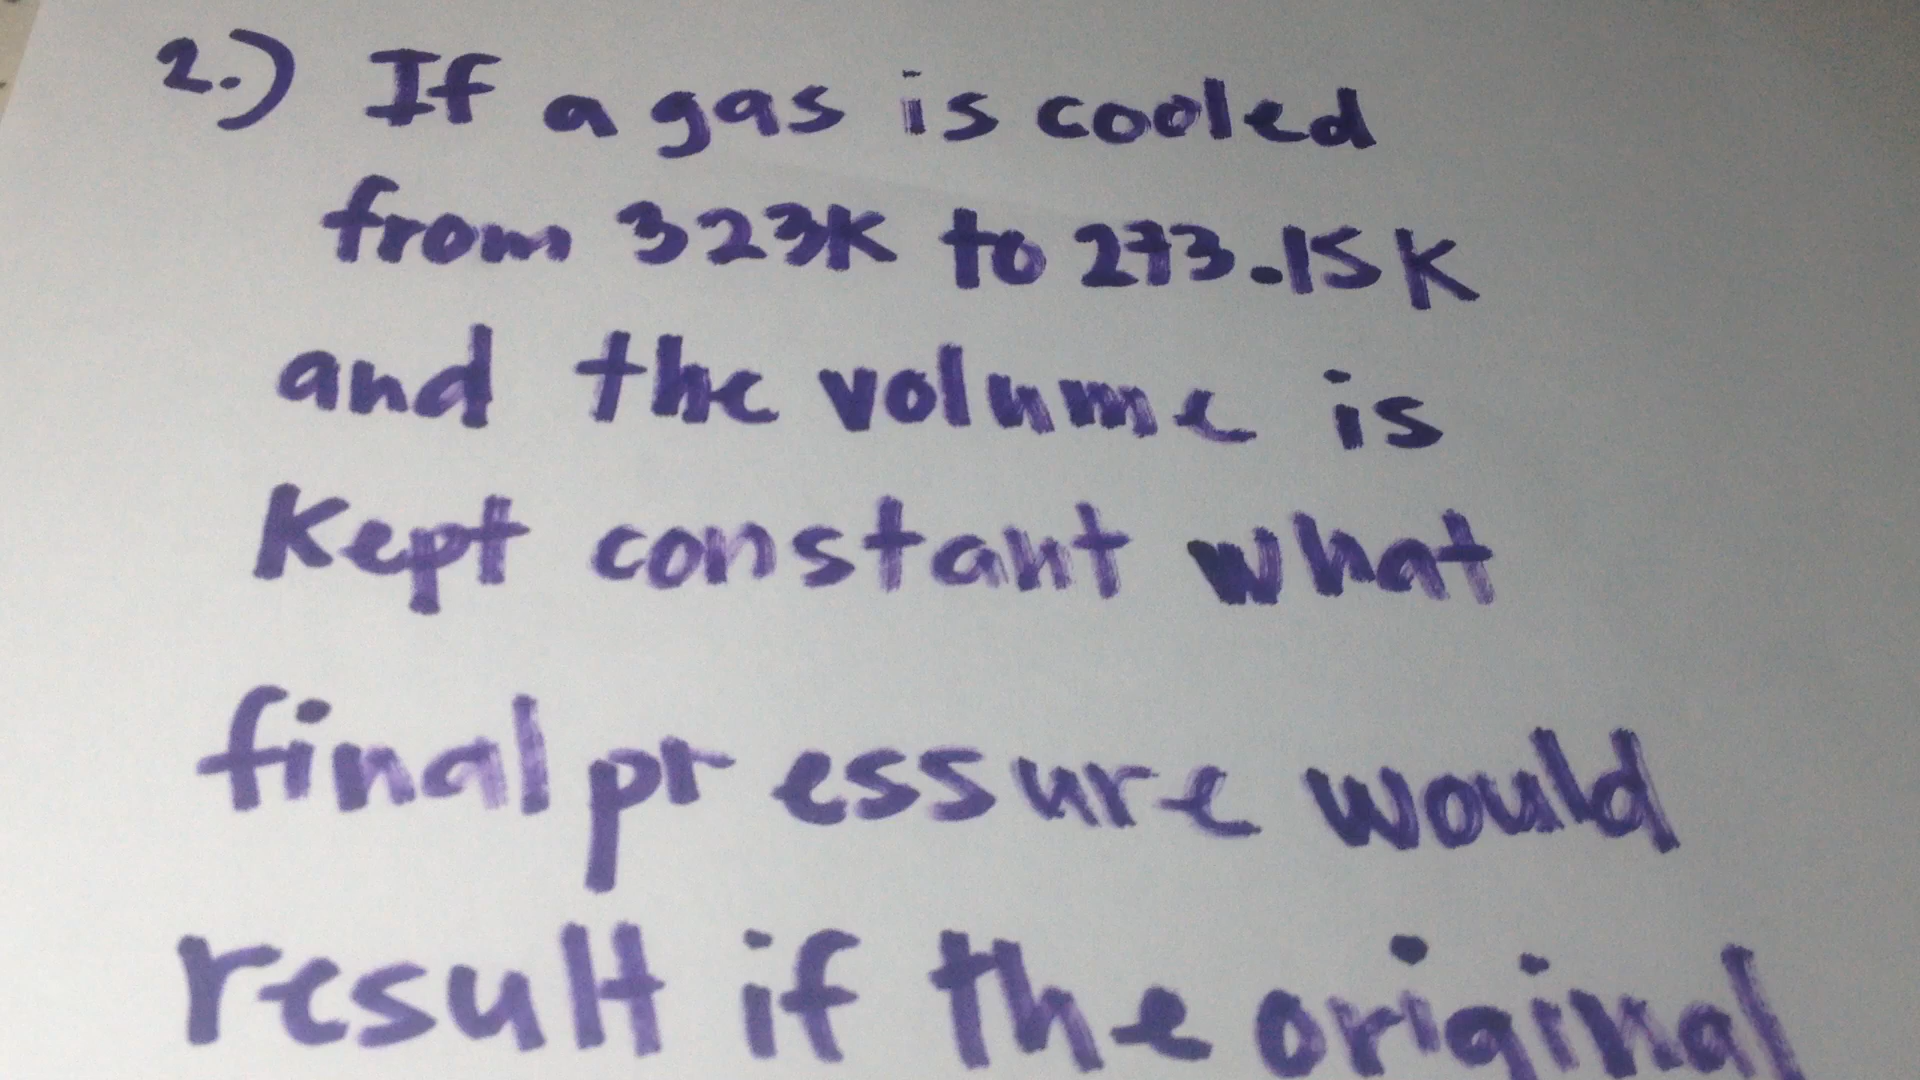 2.) If a gas is cooled
from 323K to 273.15K
and the volume is
Kept constant what
final pressure would
result if the original